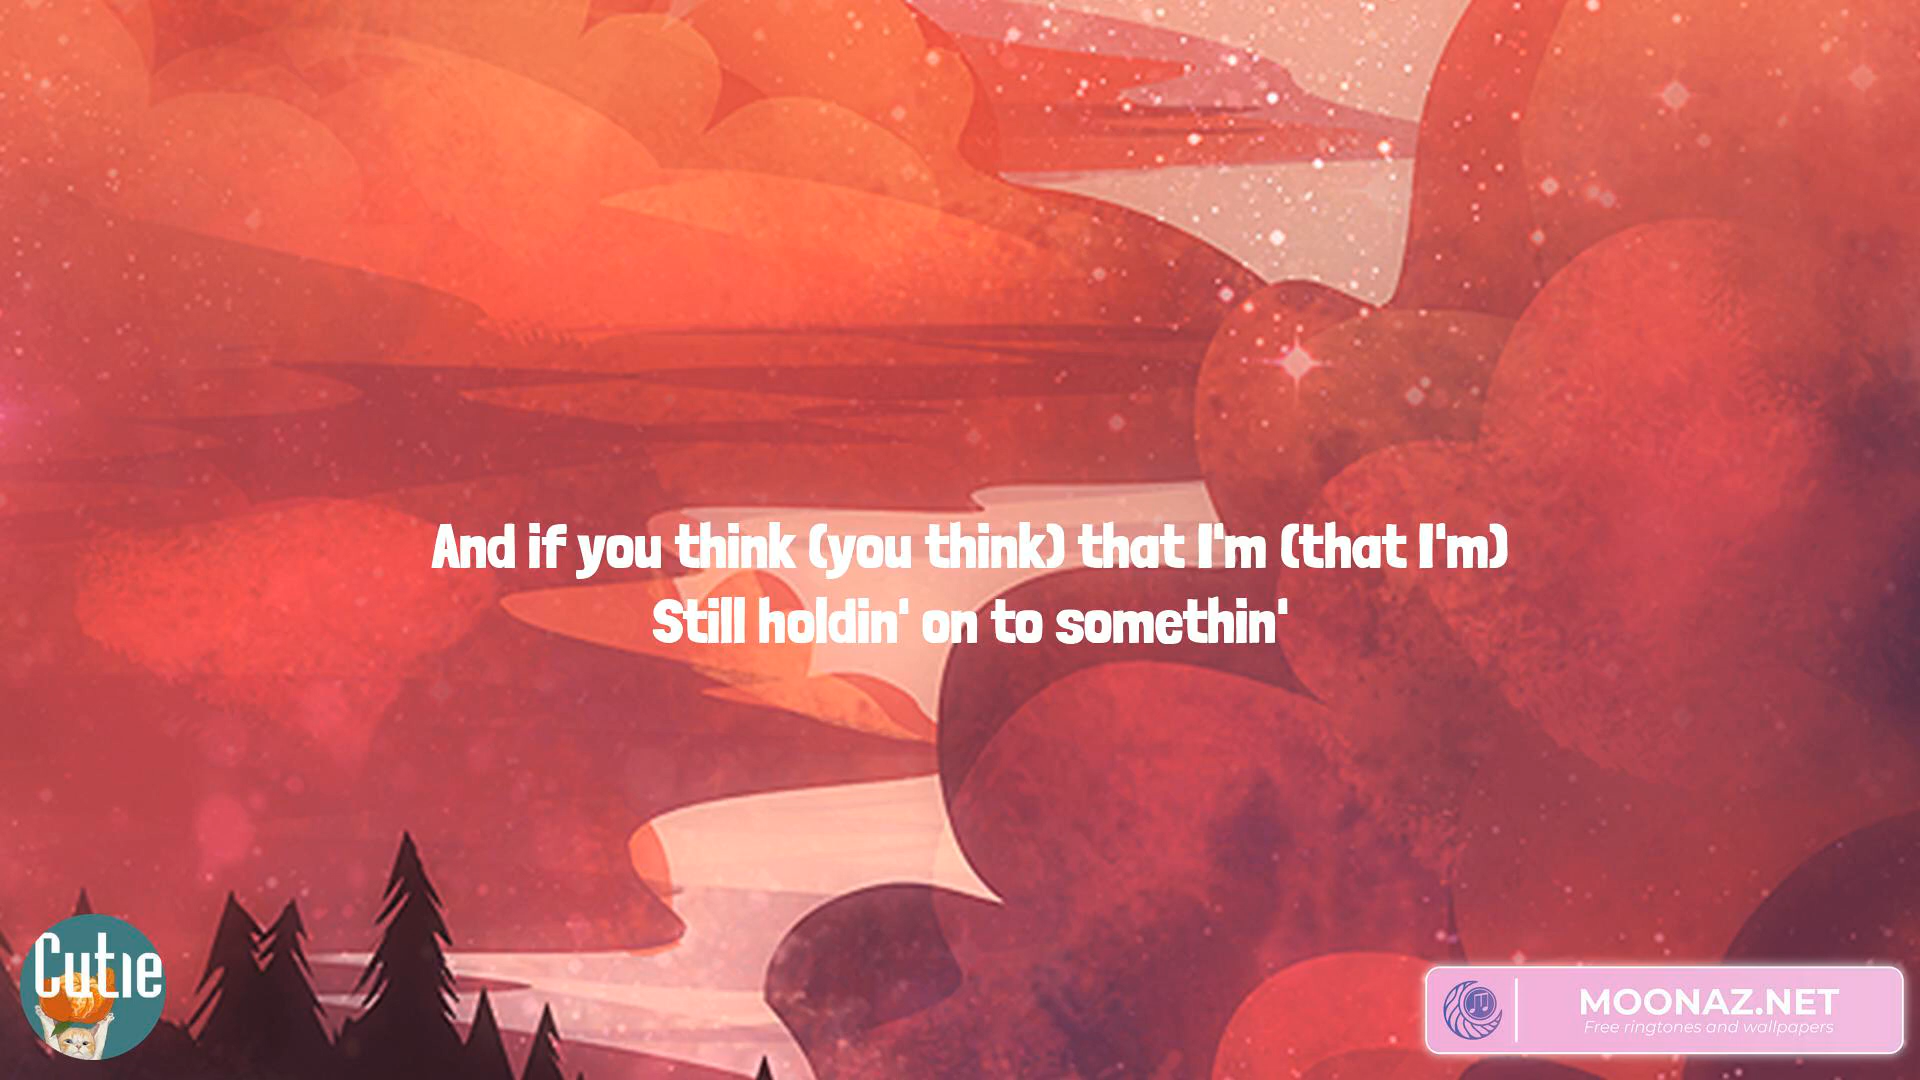 And if you think (you think) that I'm (that I'm)
Still holdin' on to somethin'
Cutie
MOONAZ.NET
Free ringtones and wallpapers